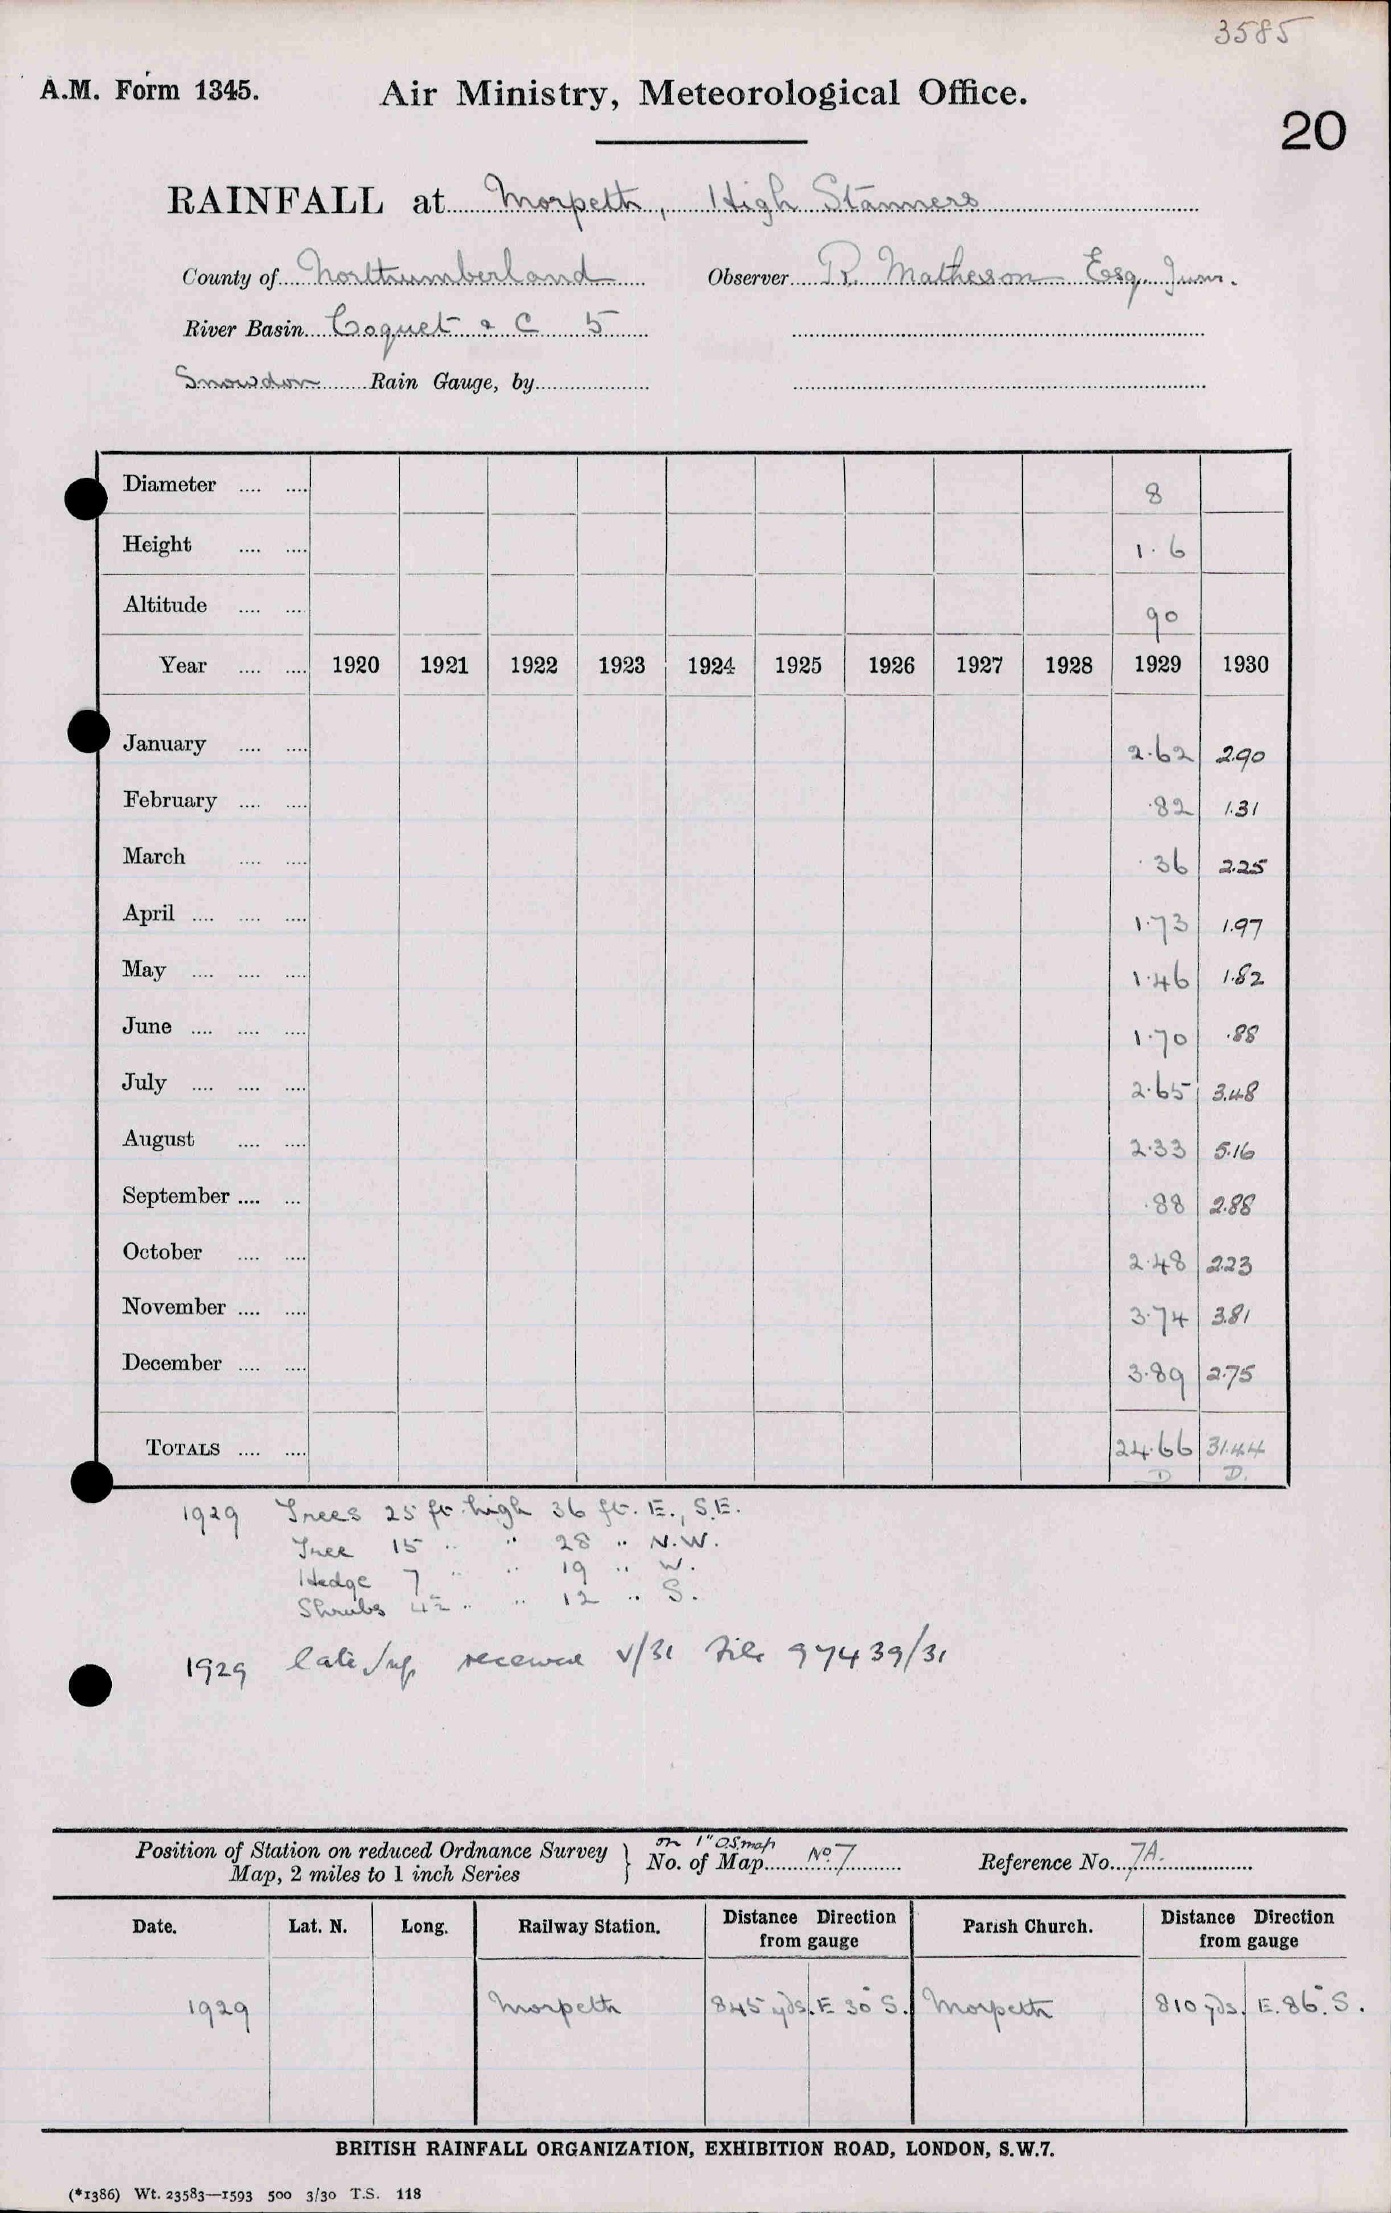 3585
A.M. Form 1345. Air Ministry, Meteorological Office.
20
RAINFALL at Morpeth, High Stanners
County of Northumberland Observer R. Matheson Esq. Junr.
River Basin Coquet & C 5
Snowdon Rain Gauge, by
Diameter .... .... 8
Height .... .... 1.6
Altitude .... .... 90
Year .... .... 1920 1921 1922 1923 1924 1925 1926 1927 1928 1929 1930
January .... .... 2.62 2.90
February .... .... .82 1.31
March .... .... .36 2.25
April .... .... .... 1.73 1.97
May .... .... .... 1.46 1.82
June .... .... .... 1.70 .88
July .... .... .... 2.65 3.48
August .... .... 2.33 5.16
September .... ... .88 2.88
October .... .... 2.48 2.23
November .... .... 3.74 3.81
December .... .... 3.89 2.75
TOTALS .... .... 24.66 31.44
D D.
1929 Trees 25 ft. high 36 ft. E., S.E.
Tree 15 " " 28 " N.W.
Hedge 7 " " 19 " W.
Shrubs 4½ " " 12 " S.
1929 late received V/31 file 97439/31
Position of Station on reduced Ordnance Survey
Map, 2 miles to 1 inch Series
on 1" O.S. map
No. of Map No. 7 Reference No. 7A.
Date. Lat. N. Long. Railway Station. Distance Direction from gauge Parish Church. Distance Direction from gauge
1929 Morpeth 845 yds. E 30° S. Morpeth 810 yds. E. 86° S.
BRITISH RAINFALL ORGANIZATION, EXHIBITION ROAD, LONDON, S.W.7.
(*1386) Wt. 23583—1593 500 3/30 T.S. 118